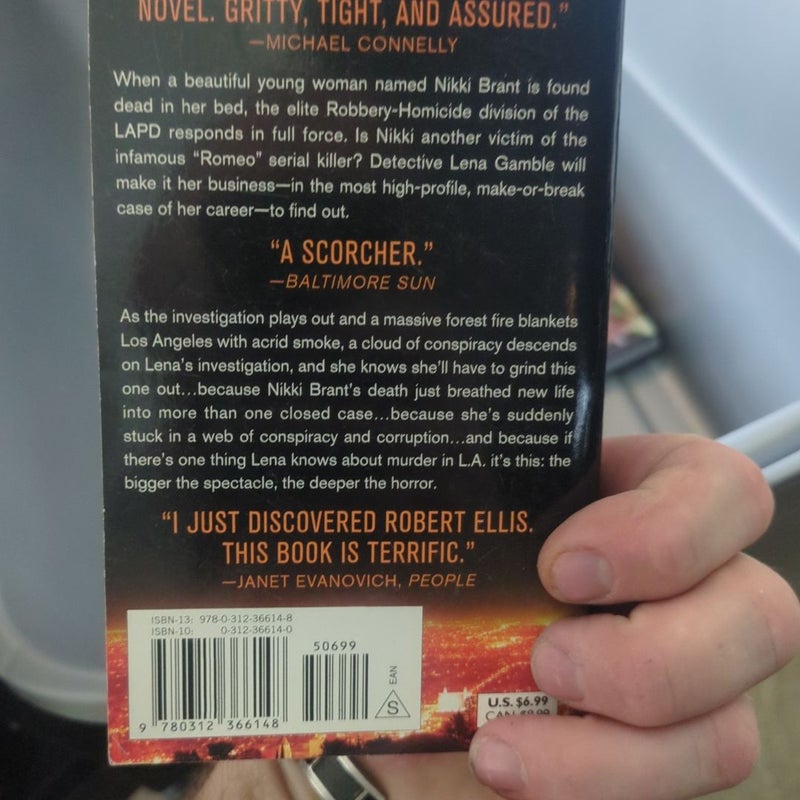 NOVEL. GRITTY, TIGHT, AND ASSURED.”
—MICHAEL CONNELLY
When a beautiful young woman named Nikki Brant is found
dead in her bed, the elite Robbery-Homicide division of the
LAPD responds in full force. Is Nikki another victim of the
infamous “Romeo” serial killer? Detective Lena Gamble will
make it her business—in the most high-profile, make-or-break
case of her career—to find out.
“A SCORCHER.”
—BALTIMORE SUN
As the investigation plays out and a massive forest fire blankets
Los Angeles with acrid smoke, a cloud of conspiracy descends
on Lena’s investigation, and she knows she’ll have to grind this
one out...because Nikki Brant’s death just breathed new life
into more than one closed case...because she’s suddenly
stuck in a web of conspiracy and corruption...and because if
there’s one thing Lena knows about murder in L.A. it’s this: the
bigger the spectacle, the deeper the horror.
“I JUST DISCOVERED ROBERT ELLIS.
THIS BOOK IS TERRIFIC.”
—JANET EVANOVICH, PEOPLE
ISBN-13: 978-0-312-36614-8
ISBN-10: 0-312-36614-0
50699
EAN
S
9 780312 366148
U.S. $6.99
CAN